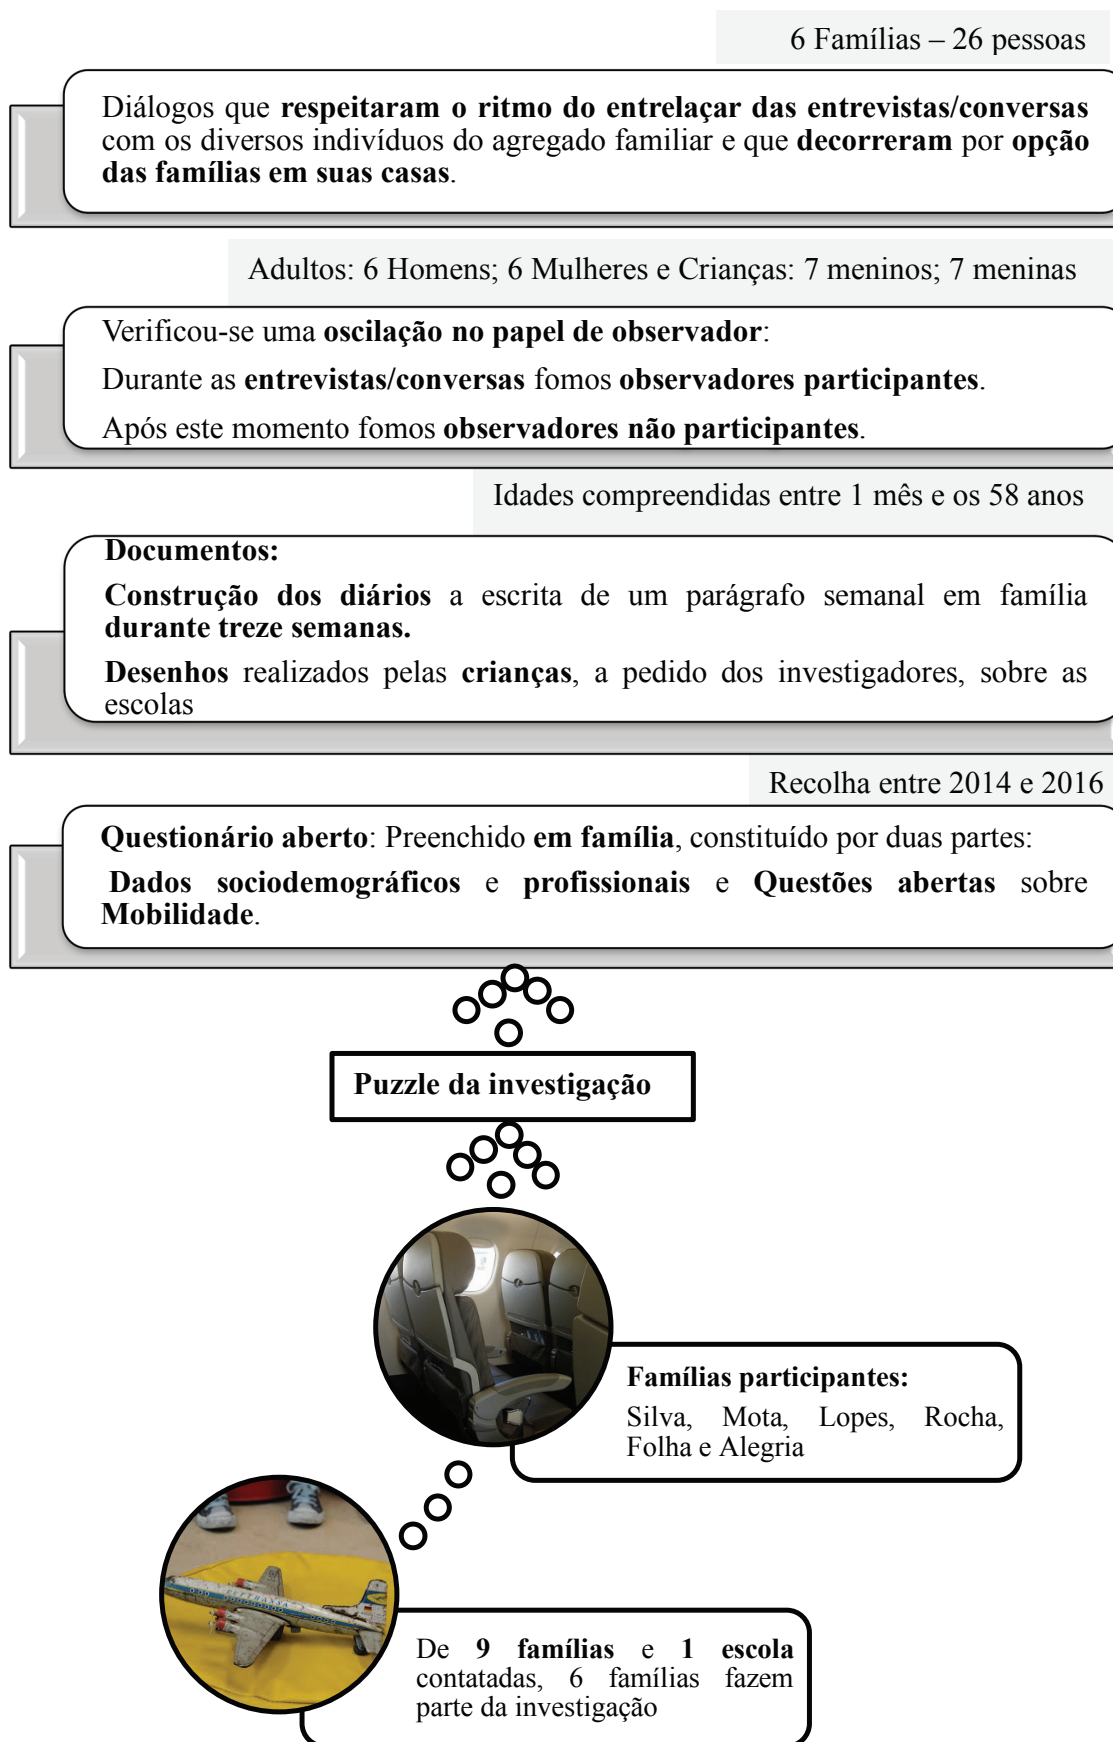 6 Famílias – 26 pessoas
Diálogos que respeitaram o ritmo do entrelaçar das entrevistas/conversas
com os diversos indivíduos do agregado familiar e que decorreram por opção
das famílias em suas casas.
Adultos: 6 Homens; 6 Mulheres e Crianças: 7 meninos; 7 meninas
Verificou-se uma oscilação no papel de observador:
Durante as entrevistas/conversas fomos observadores participantes.
Após este momento fomos observadores não participantes.
Idades compreendidas entre 1 mês e os 58 anos
Documentos:
Construção dos diários a escrita de um parágrafo semanal em família
durante treze semanas.
Desenhos realizados pelas crianças, a pedido dos investigadores, sobre as
escolas
Recolha entre 2014 e 2016
Questionário aberto: Preenchido em família, constituído por duas partes:
Dados sociodemográficos e profissionais e Questões abertas sobre
Mobilidade.
Puzzle da investigação
Famílias participantes:
Silva, Mota, Lopes, Rocha,
Folha e Alegria
LUFTHANSA
De 9 famílias e 1 escola
contatadas, 6 famílias fazem
parte da investigação